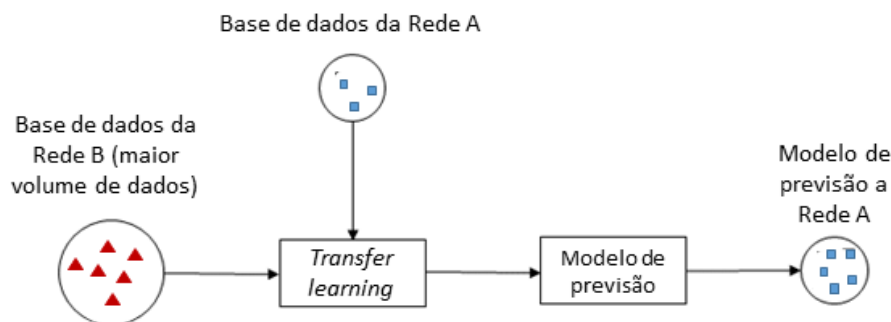 Base de dados da Rede A
Base de dados da
Rede B (maior
volume de dados)
Modelo de
previsão a
Rede A
Transfer
learning
Modelo de
previsão